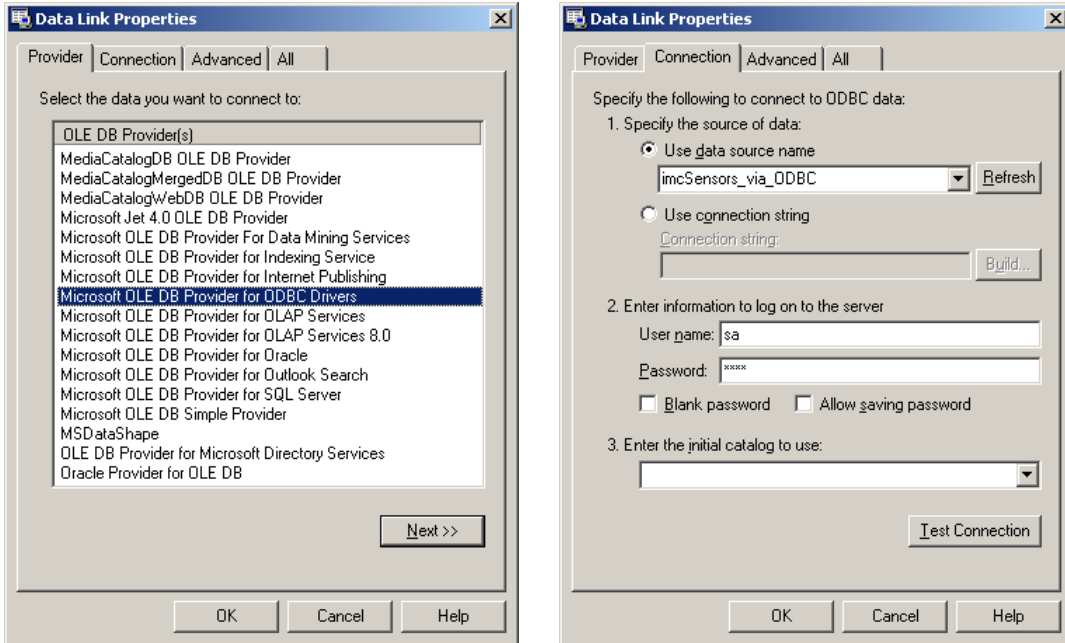 Data Link Properties
Provider Connection Advanced All
Select the data you want to connect to:
OLE DB Provider(s)
MediaCatalogDB OLE DB Provider
MediaCatalogMergedDB OLE DB Provider
MediaCatalogWebDB OLE DB Provider
Microsoft Jet 4.0 OLE DB Provider
Microsoft OLE DB Provider For Data Mining Services
Microsoft OLE DB Provider for Indexing Service
Microsoft OLE DB Provider for Internet Publishing
Microsoft OLE DB Provider for ODBC Drivers
Microsoft OLE DB Provider for OLAP Services
Microsoft OLE DB Provider for OLAP Services 8.0
Microsoft OLE DB Provider for Oracle
Microsoft OLE DB Provider for Outlook Search
Microsoft OLE DB Provider for SQL Server
Microsoft OLE DB Simple Provider
MSDataShape
OLE DB Provider for Microsoft Directory Services
Oracle Provider for OLE DB
Next >>
OK Cancel Help
Data Link Properties
Provider Connection Advanced All
Specify the following to connect to ODBC data:
1. Specify the source of data:
Use data source name
imcSensors_via_ODBC Refresh
Use connection string
Connection string:
Build...
2. Enter information to log on to the server
User name: sa
Password: ****
Blank password Allow saving password
3. Enter the initial catalog to use:
Test Connection
OK Cancel Help